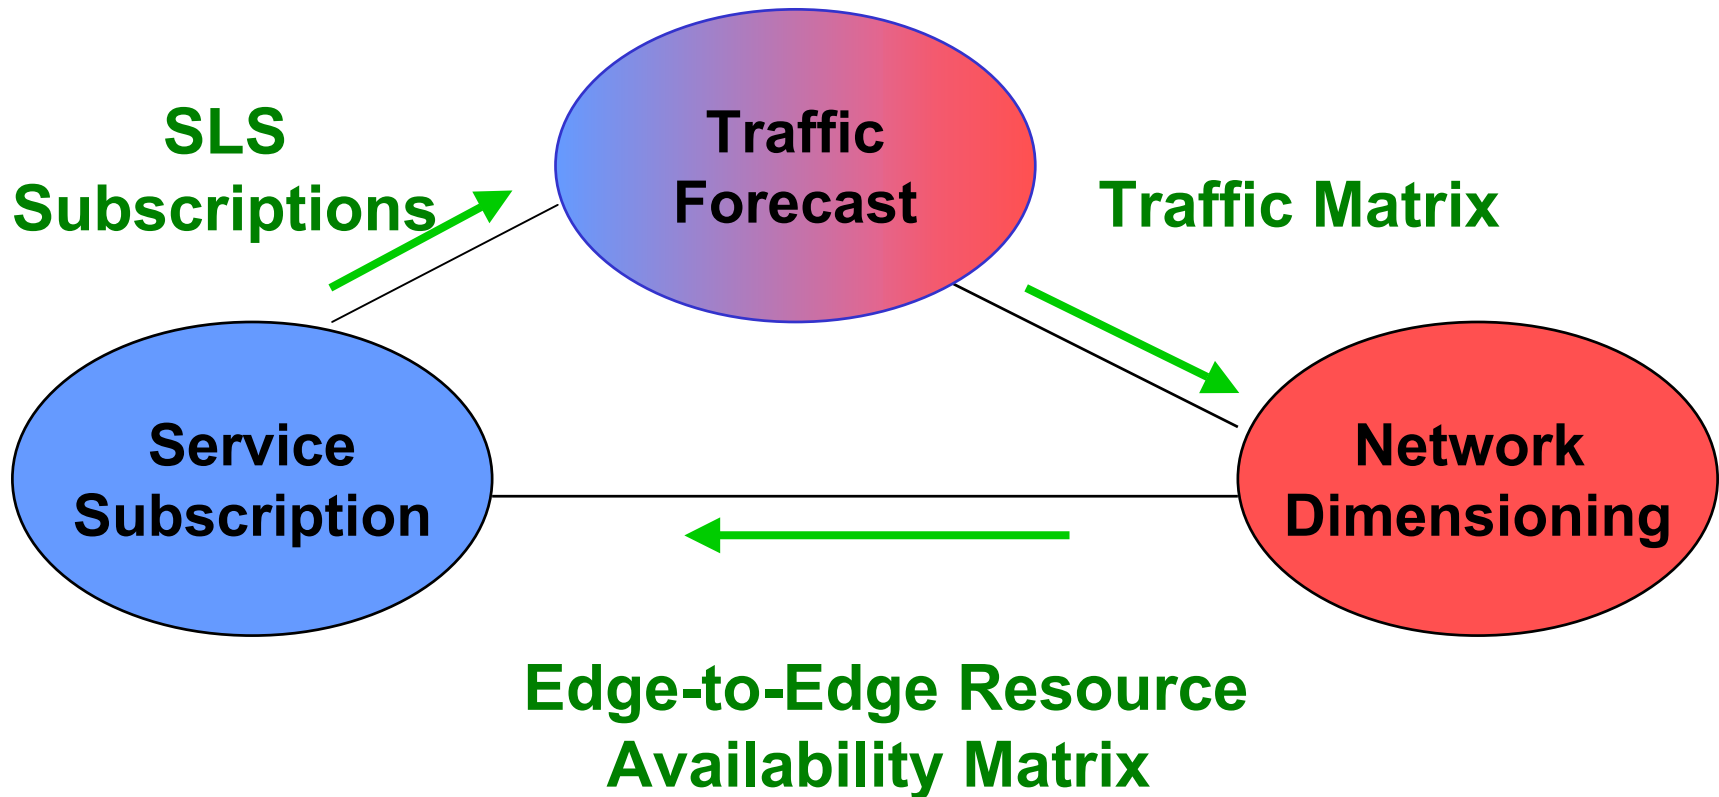 SLS
Subscriptions
Traffic
Forecast
Traffic Matrix
Service
Subscription
Network
Dimensioning
Edge-to-Edge Resource
Availability Matrix